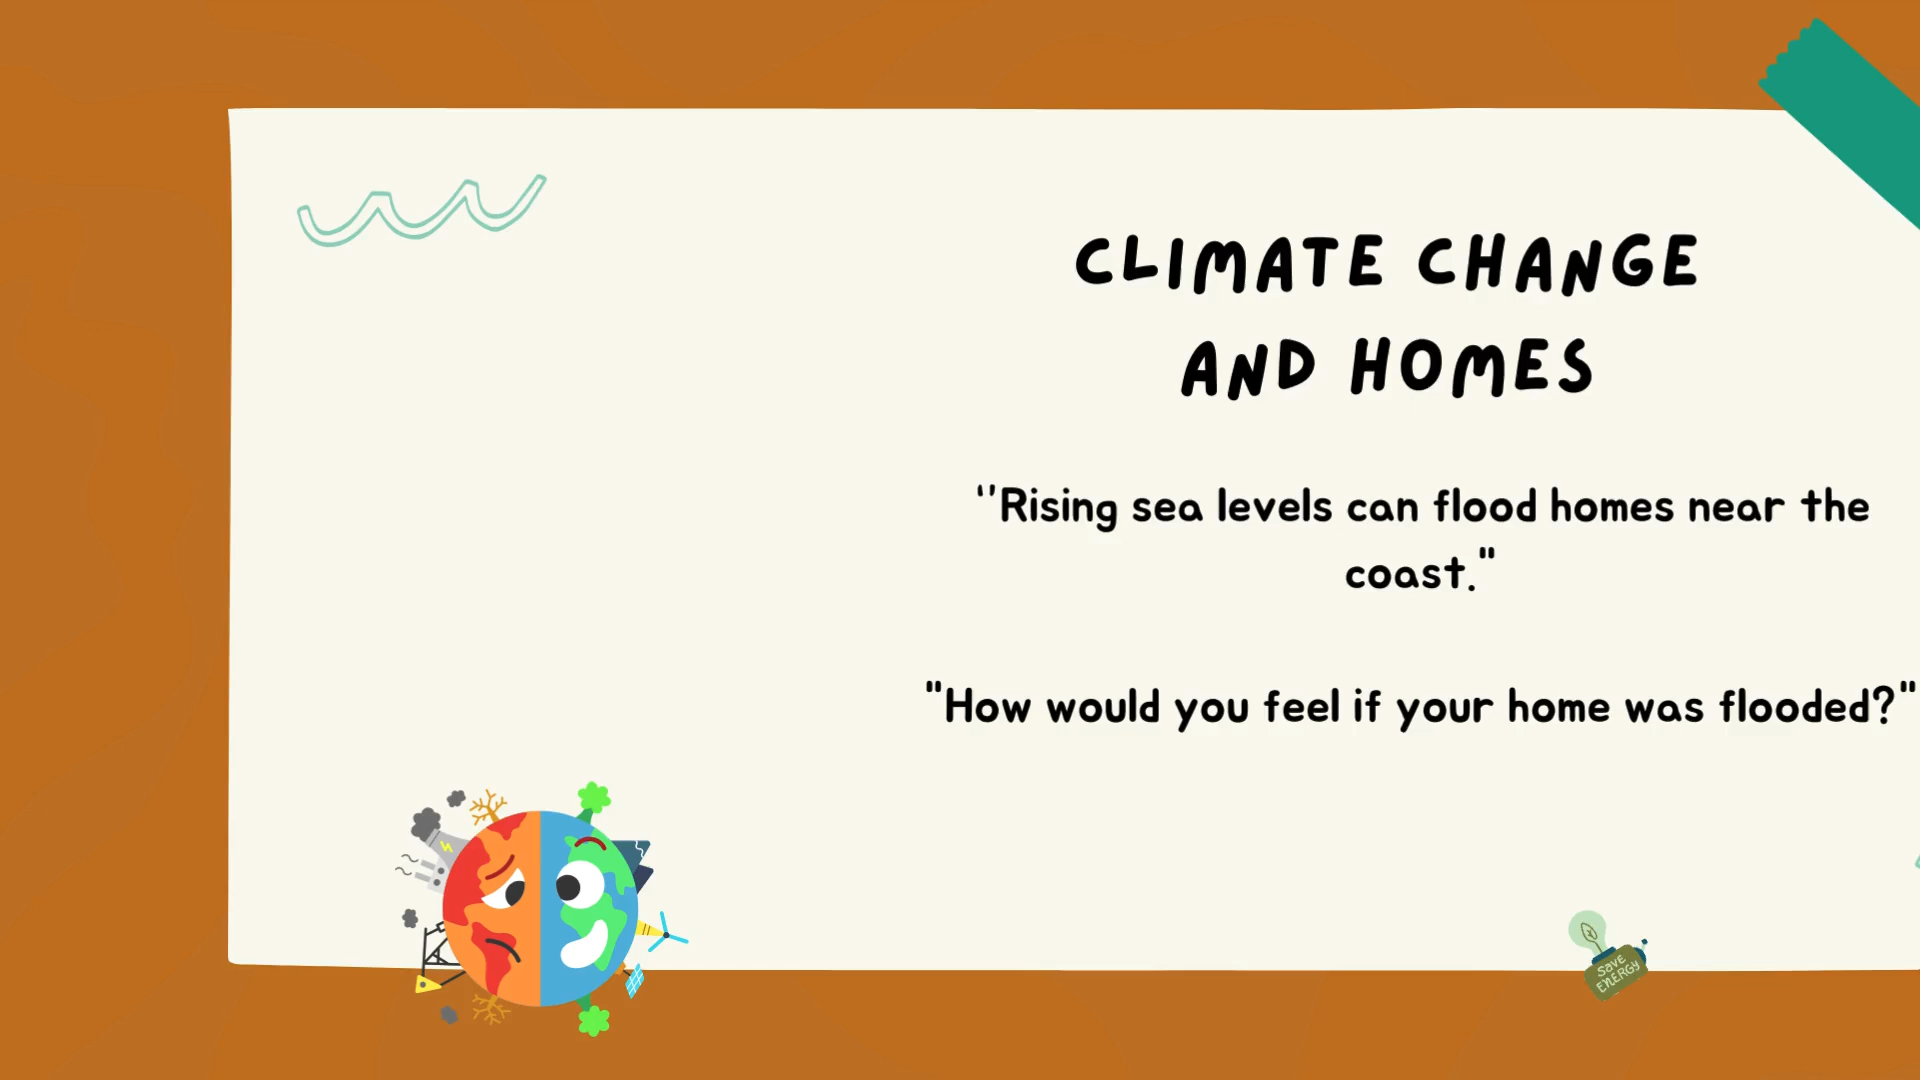 CLIMATE CHANGE
AND HOMES
''Rising sea levels can flood homes near the
coast."
"How would you feel if your home was flooded?"
SAVE
ENERGY